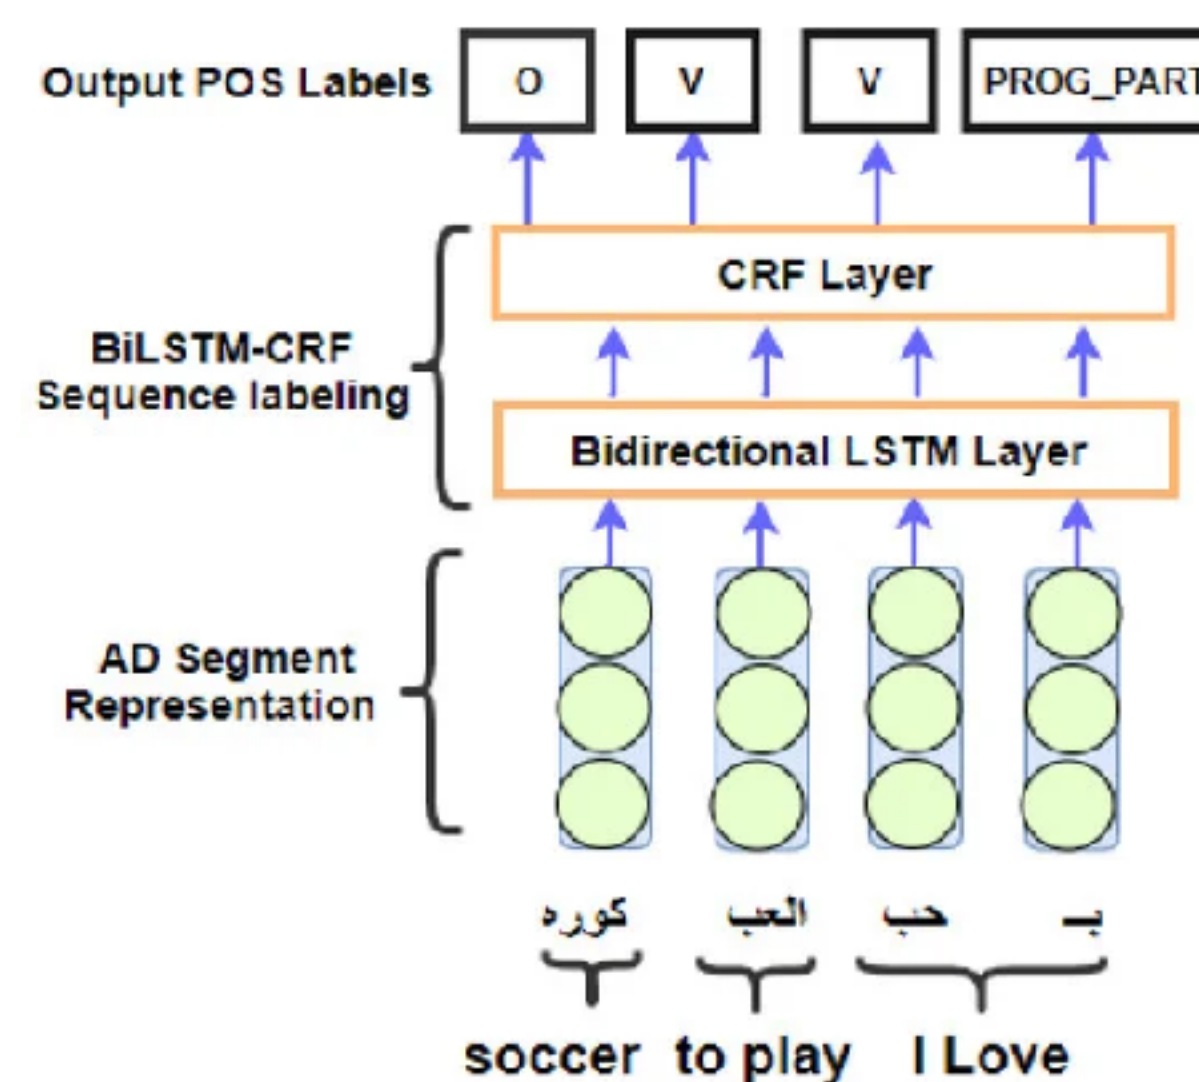 Output POS Labels
O
V
V
PROG_PART
CRF Layer
BiLSTM-CRF
Sequence labeling
Bidirectional LSTM Layer
AD Segment
Representation
كوره
العب
حب
بـ
soccer
to play
I Love